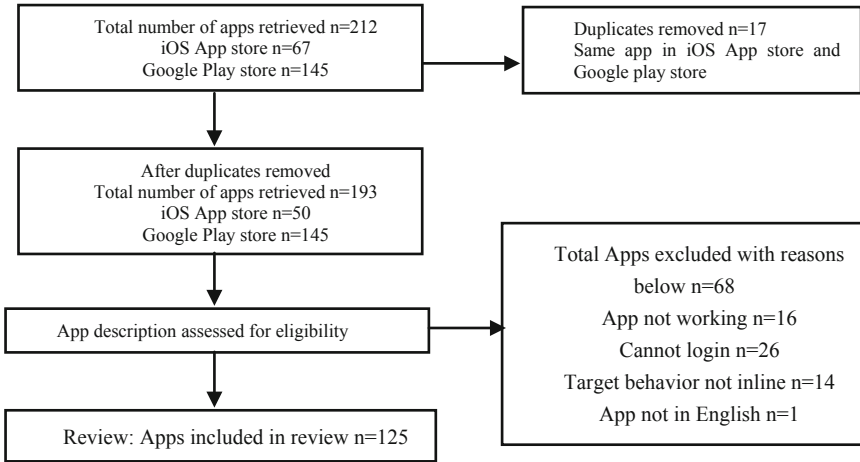 Total number of apps retrieved n=212
iOS App store n=67
Google Play store n=145
Duplicates removed n=17
Same app in iOS App store and
Google play store
After duplicates removed
Total number of apps retrieved n=193
iOS App store n=50
Google Play store n=145
Total Apps excluded with reasons
below n=68
App not working n=16
Cannot login n=26
Target behavior not inline n=14
App not in English n=1
App description assessed for eligibility
Review: Apps included in review n=125